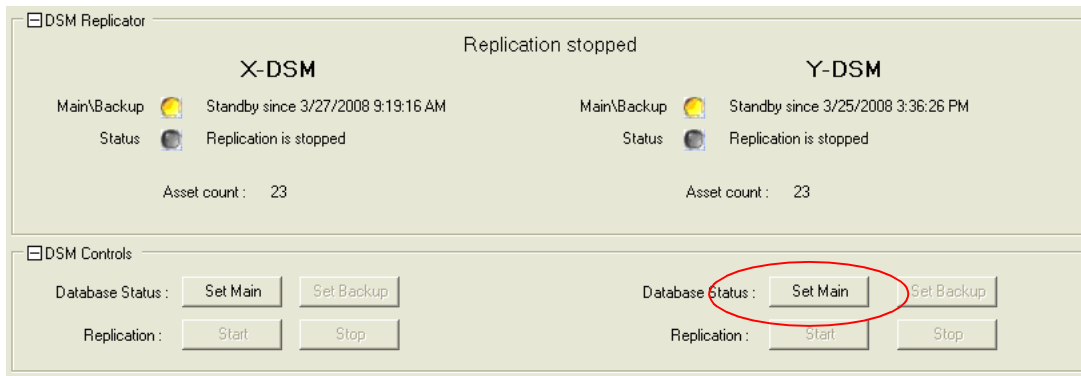 DSM Replicator
Replication stopped
X-DSM Y-DSM
Main\Backup Standby since 3/27/2008 9:19:16 AM Main\Backup Standby since 3/25/2008 3:36:26 PM
Status Replication is stopped Status Replication is stopped
Asset count : 23 Asset count : 23
DSM Controls
Database Status : Set Main Set Backup Database Status : Set Main Set Backup
Replication : Start Stop Replication : Start Stop